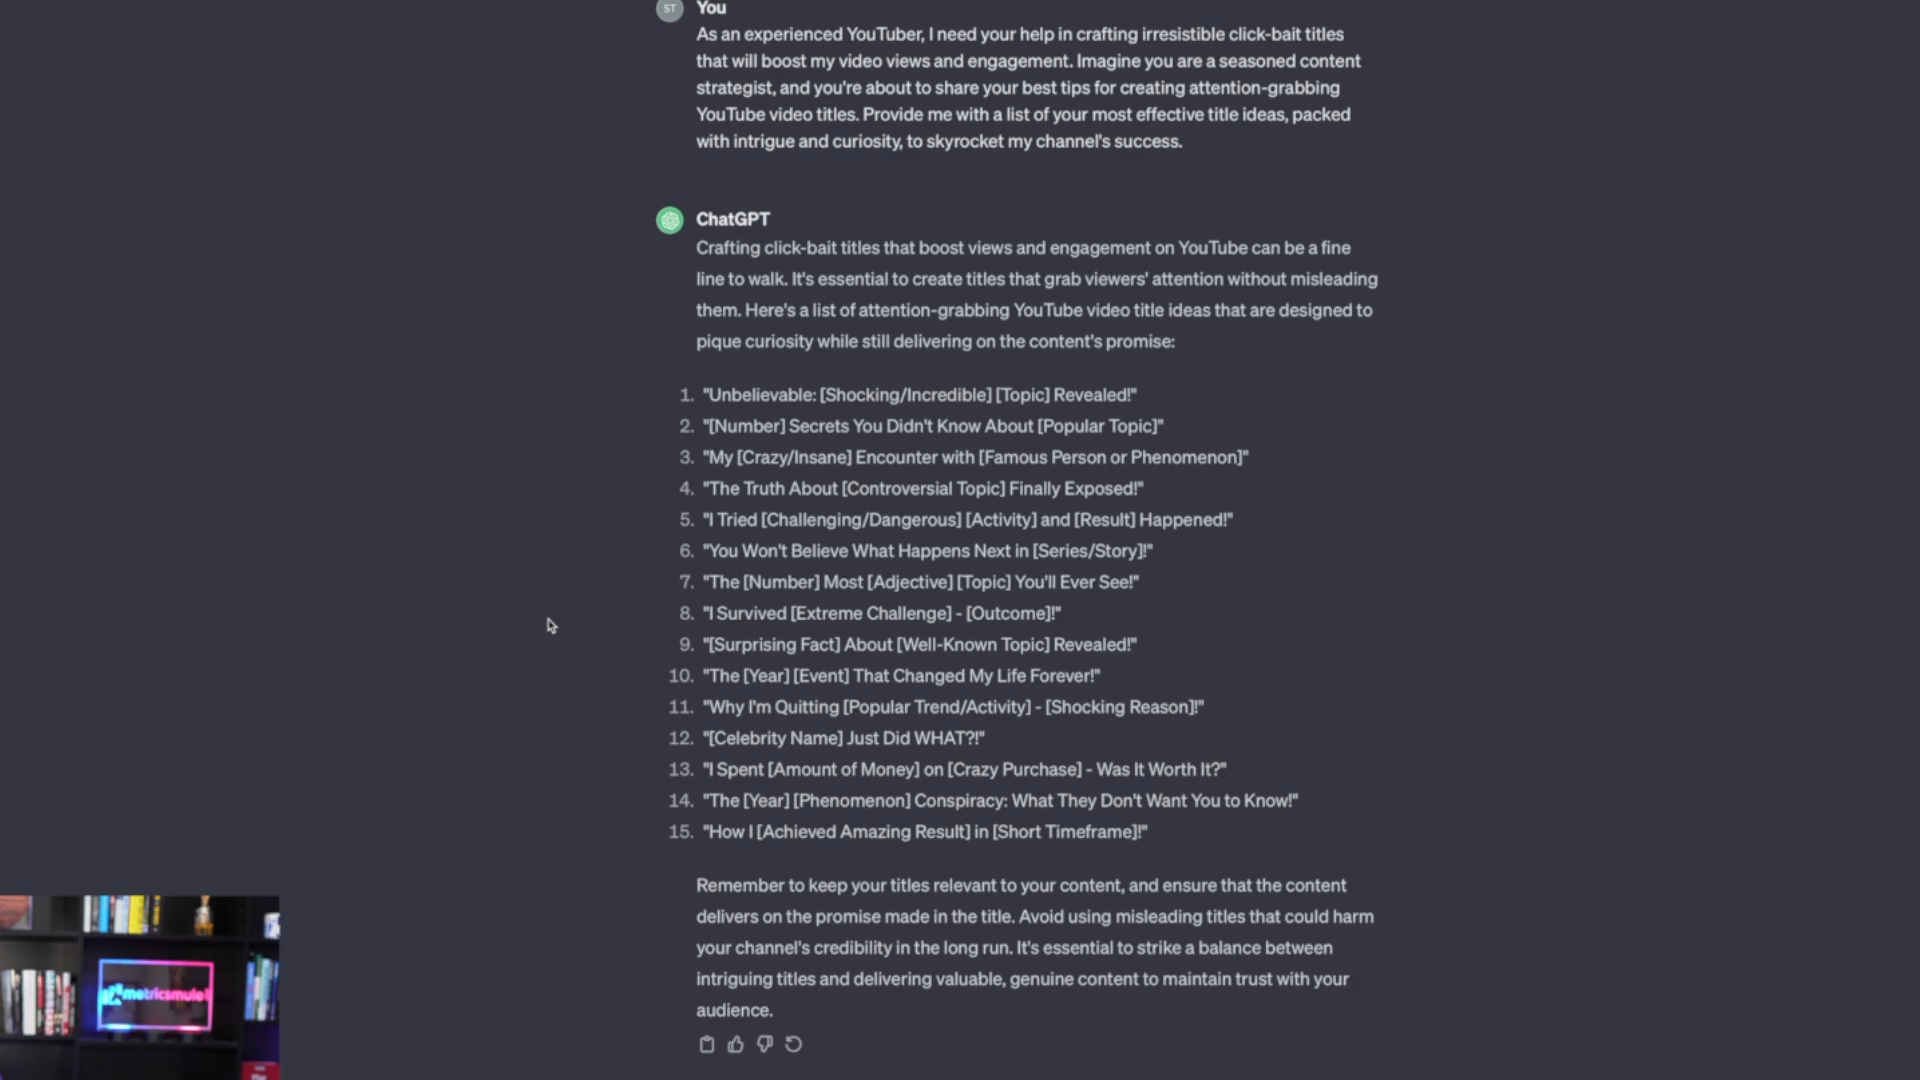 ST You
As an experienced YouTuber, I need your help in crafting irresistible click-bait titles
that will boost my video views and engagement. Imagine you are a seasoned content
strategist, and you're about to share your best tips for creating attention-grabbing
YouTube video titles. Provide me with a list of your most effective title ideas, packed
with intrigue and curiosity, to skyrocket my channel's success.
ChatGPT
Crafting click-bait titles that boost views and engagement on YouTube can be a fine
line to walk. It's essential to create titles that grab viewers' attention without misleading
them. Here's a list of attention-grabbing YouTube video title ideas that are designed to
pique curiosity while still delivering on the content's promise:
1. "Unbelievable: [Shocking/Incredible] [Topic] Revealed!"
2. "[Number] Secrets You Didn't Know About [Popular Topic]"
3. "My [Crazy/Insane] Encounter with [Famous Person or Phenomenon]"
4. "The Truth About [Controversial Topic] Finally Exposed!"
5. "I Tried [Challenging/Dangerous] [Activity] and [Result] Happened!"
6. "You Won't Believe What Happens Next in [Series/Story]!"
7. "The [Number] Most [Adjective] [Topic] You'll Ever See!"
8. "I Survived [Extreme Challenge] - [Outcome]!"
9. "[Surprising Fact] About [Well-Known Topic] Revealed!"
10. "The [Year] [Event] That Changed My Life Forever!"
11. "Why I'm Quitting [Popular Trend/Activity] - [Shocking Reason]!"
12. "[Celebrity Name] Just Did WHAT?!"
13. "I Spent [Amount of Money] on [Crazy Purchase] - Was It Worth It?"
14. "The [Year] [Phenomenon] Conspiracy: What They Don't Want You to Know!"
15. "How I [Achieved Amazing Result] in [Short Timeframe]!"
Remember to keep your titles relevant to your content, and ensure that the content
delivers on the promise made in the title. Avoid using misleading titles that could harm
your channel's credibility in the long run. It's essential to strike a balance between
intriguing titles and delivering valuable, genuine content to maintain trust with your
audience.
metricsmule